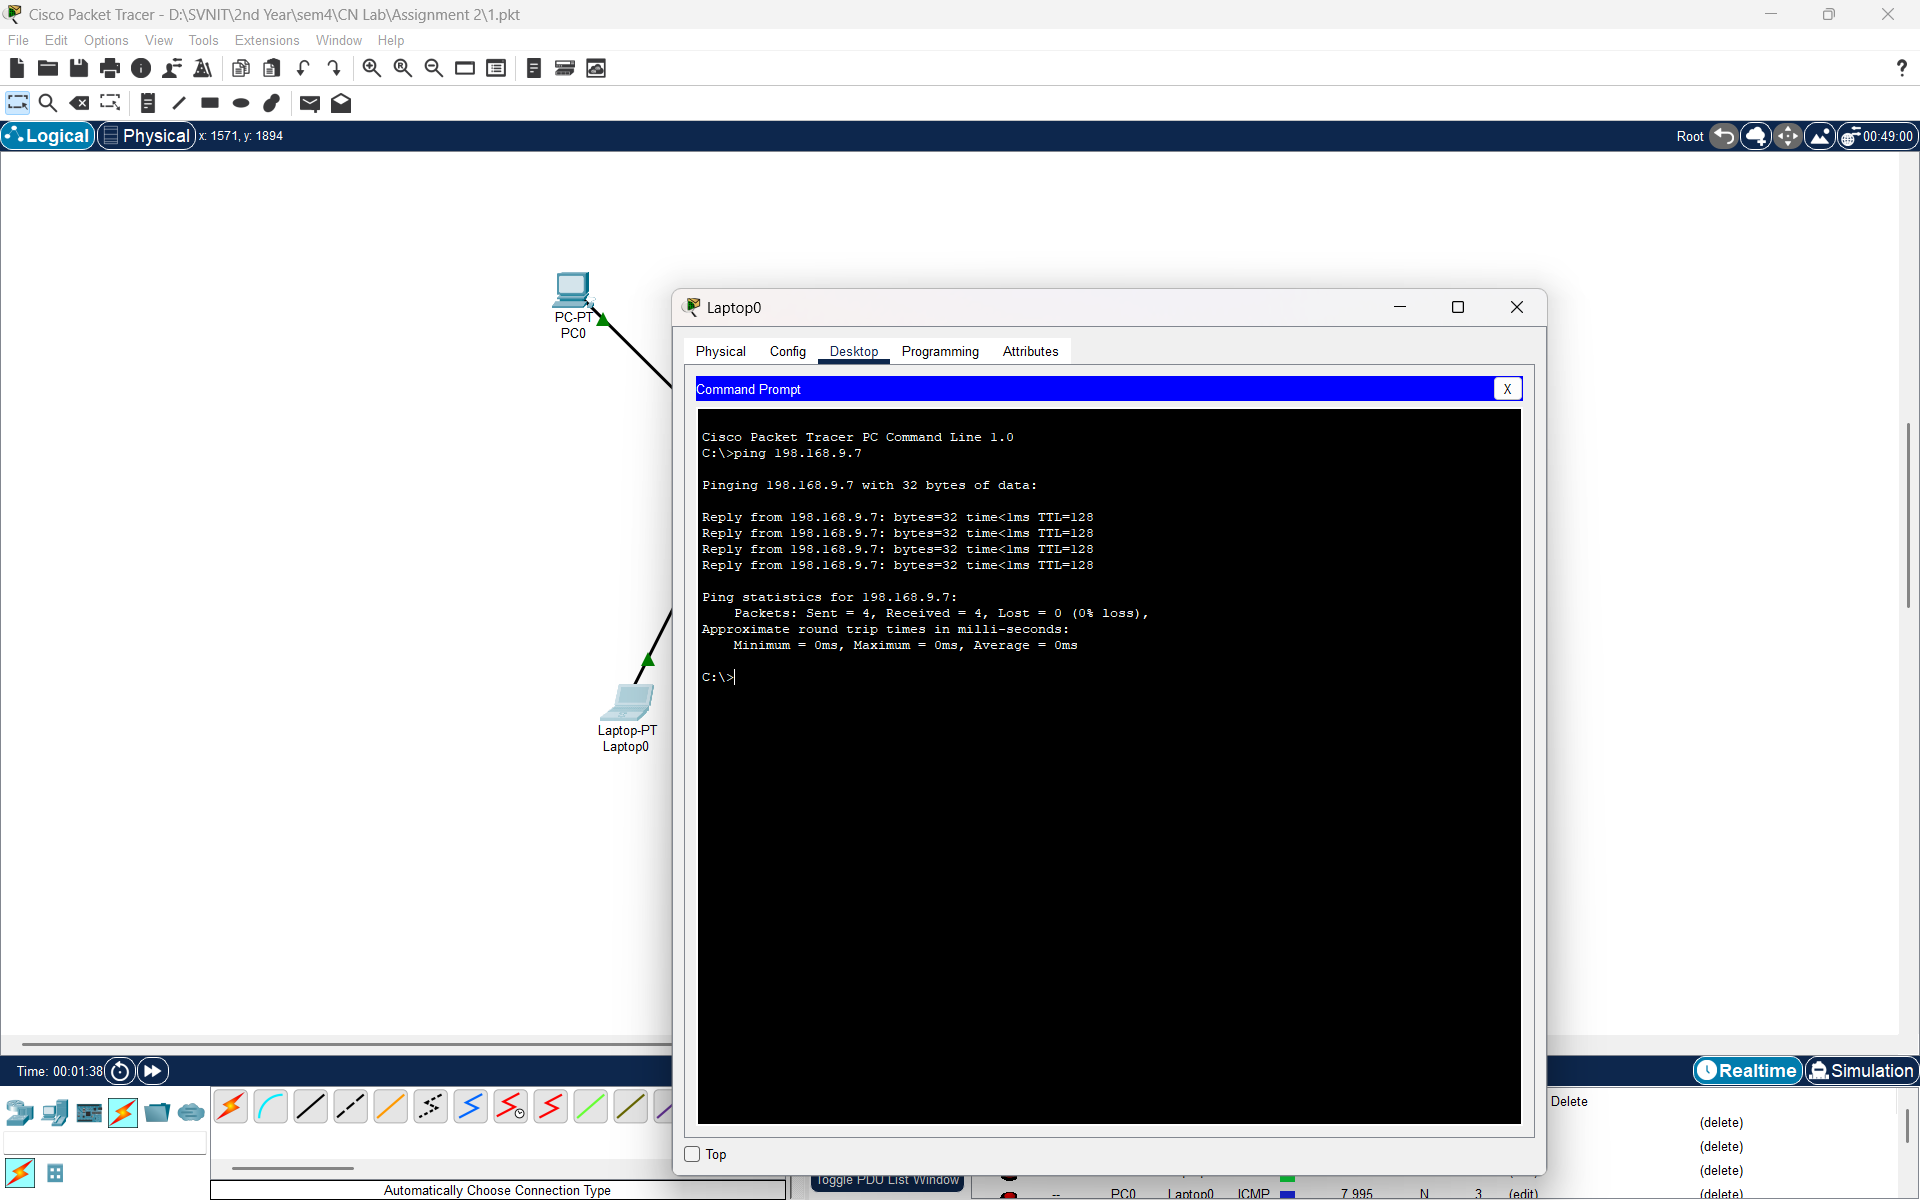 Cisco Packet Tracer - D:\SVNIT\2nd Year\sem4\CN Lab\Assignment 2\1.pkt
File Edit Options View Tools Extensions Window Help
?
Logical Physical x: 1571, y: 1894 Root 00:49:00
PC-PT
PC0
Laptop-PT
Laptop0
Laptop0
Physical Config Desktop Programming Attributes
Command Prompt X
Cisco Packet Tracer PC Command Line 1.0
C:\>ping 198.168.9.7
Pinging 198.168.9.7 with 32 bytes of data:
Reply from 198.168.9.7: bytes=32 time<1ms TTL=128
Reply from 198.168.9.7: bytes=32 time<1ms TTL=128
Reply from 198.168.9.7: bytes=32 time<1ms TTL=128
Reply from 198.168.9.7: bytes=32 time<1ms TTL=128
Ping statistics for 198.168.9.7:
Packets: Sent = 4, Received = 4, Lost = 0 (0% loss),
Approximate round trip times in milli-seconds:
Minimum = 0ms, Maximum = 0ms, Average = 0ms
C:\>
Top
Time: 00:01:38 Realtime Simulation
Delete
(delete)
(delete)
(delete)
Toggle PDU List Window
-- PC0 Laptop0 ICMP 7.995 N 3 (edit) (delete)
Automatically Choose Connection Type